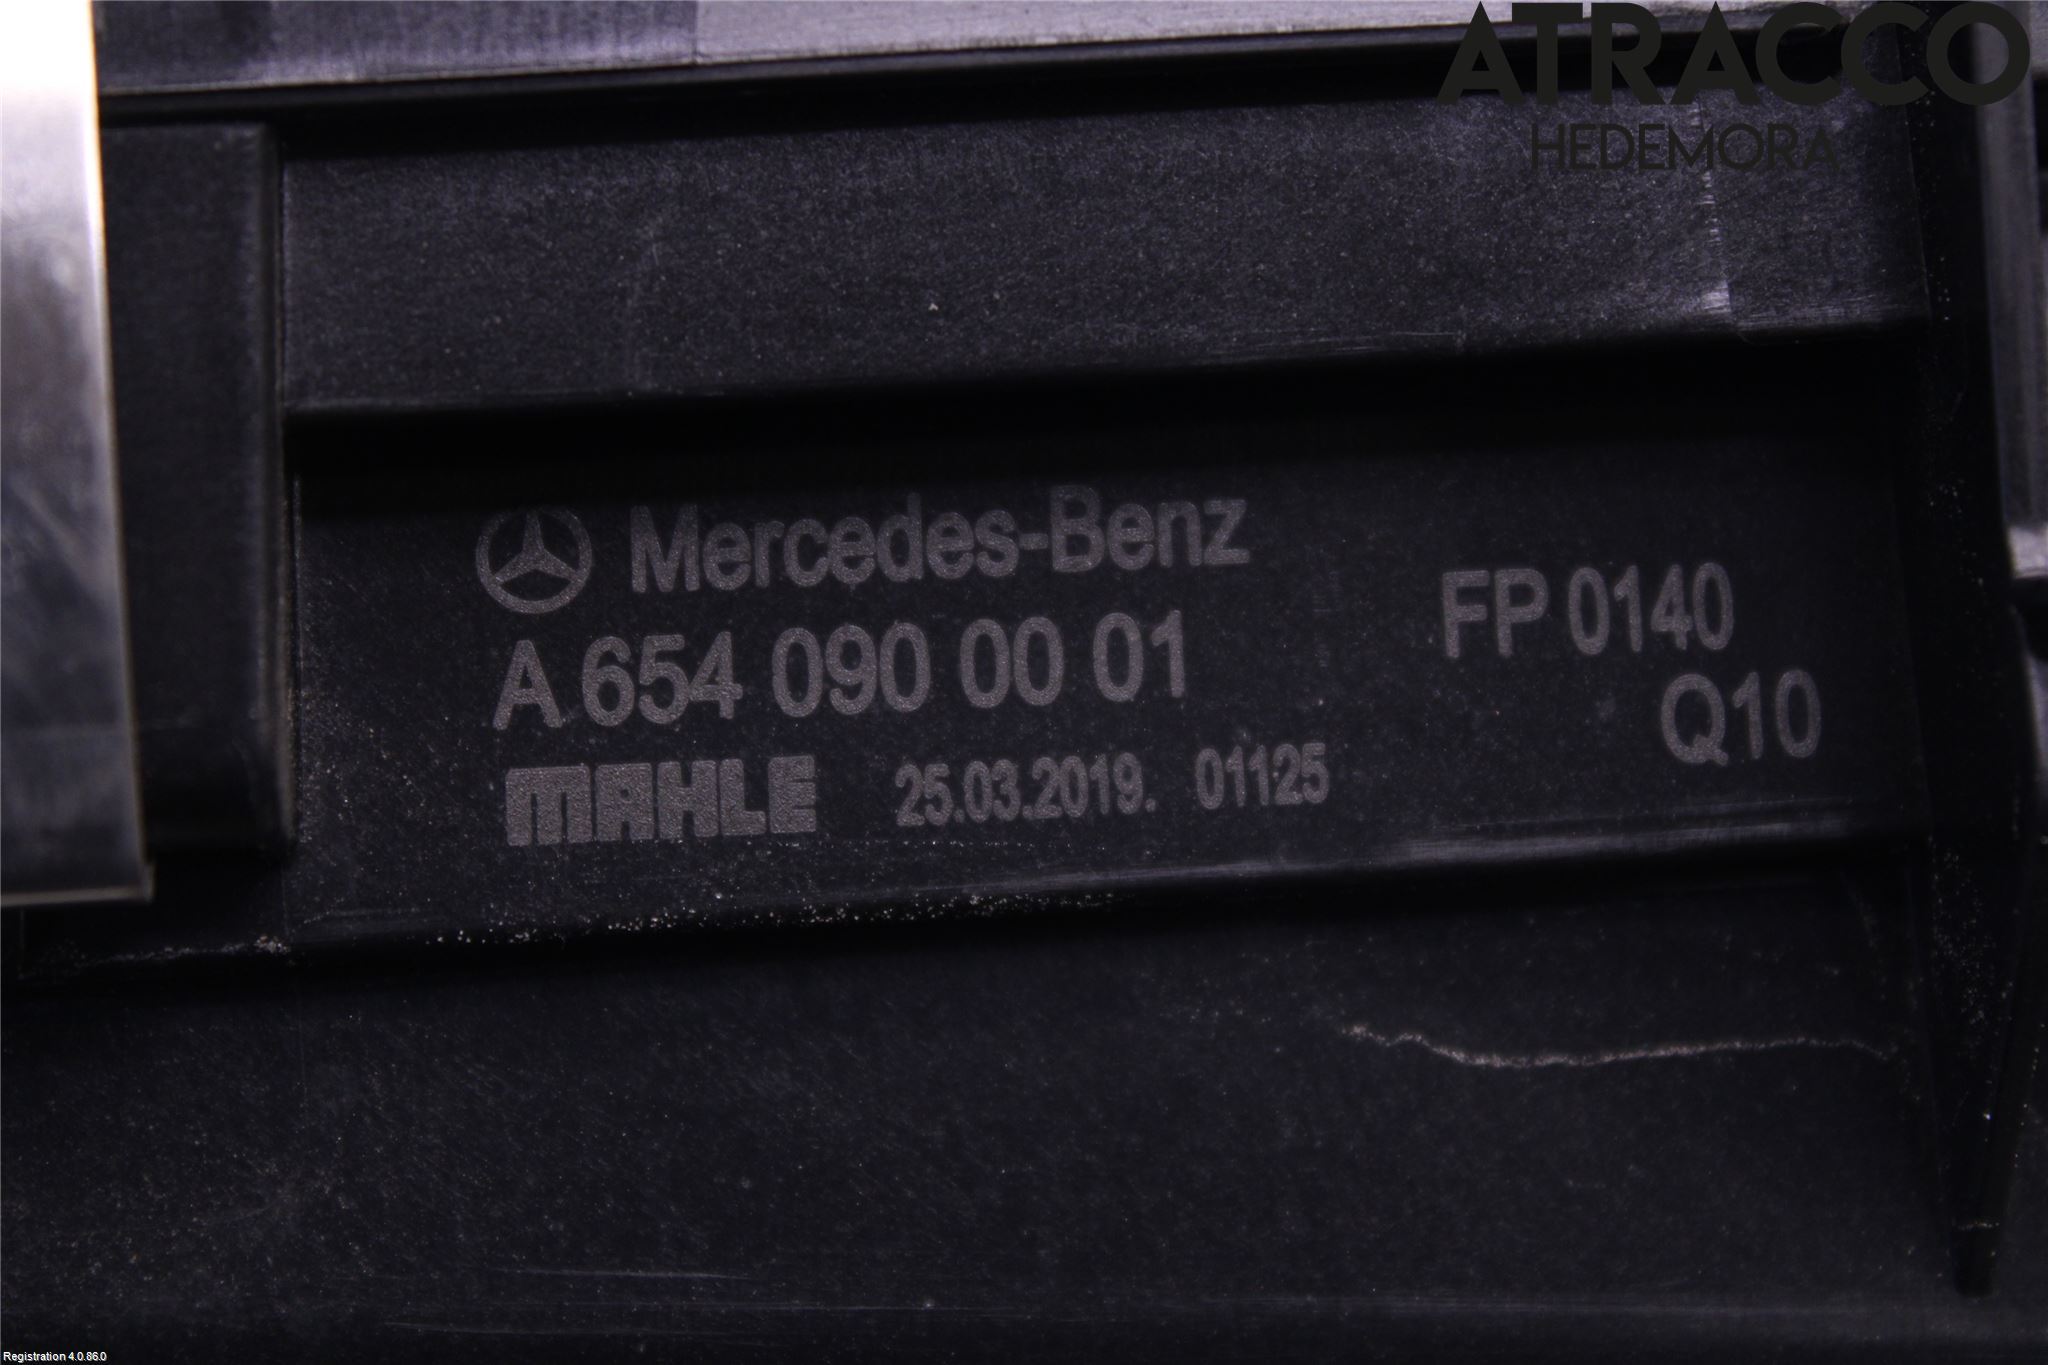 ATRACCO
HEDEMORA
Mercedes-Benz
A 654 090 00 01
FP 0140
Q10
MAHLE 25.03.2019. 01125
Registration 4.0.86.0